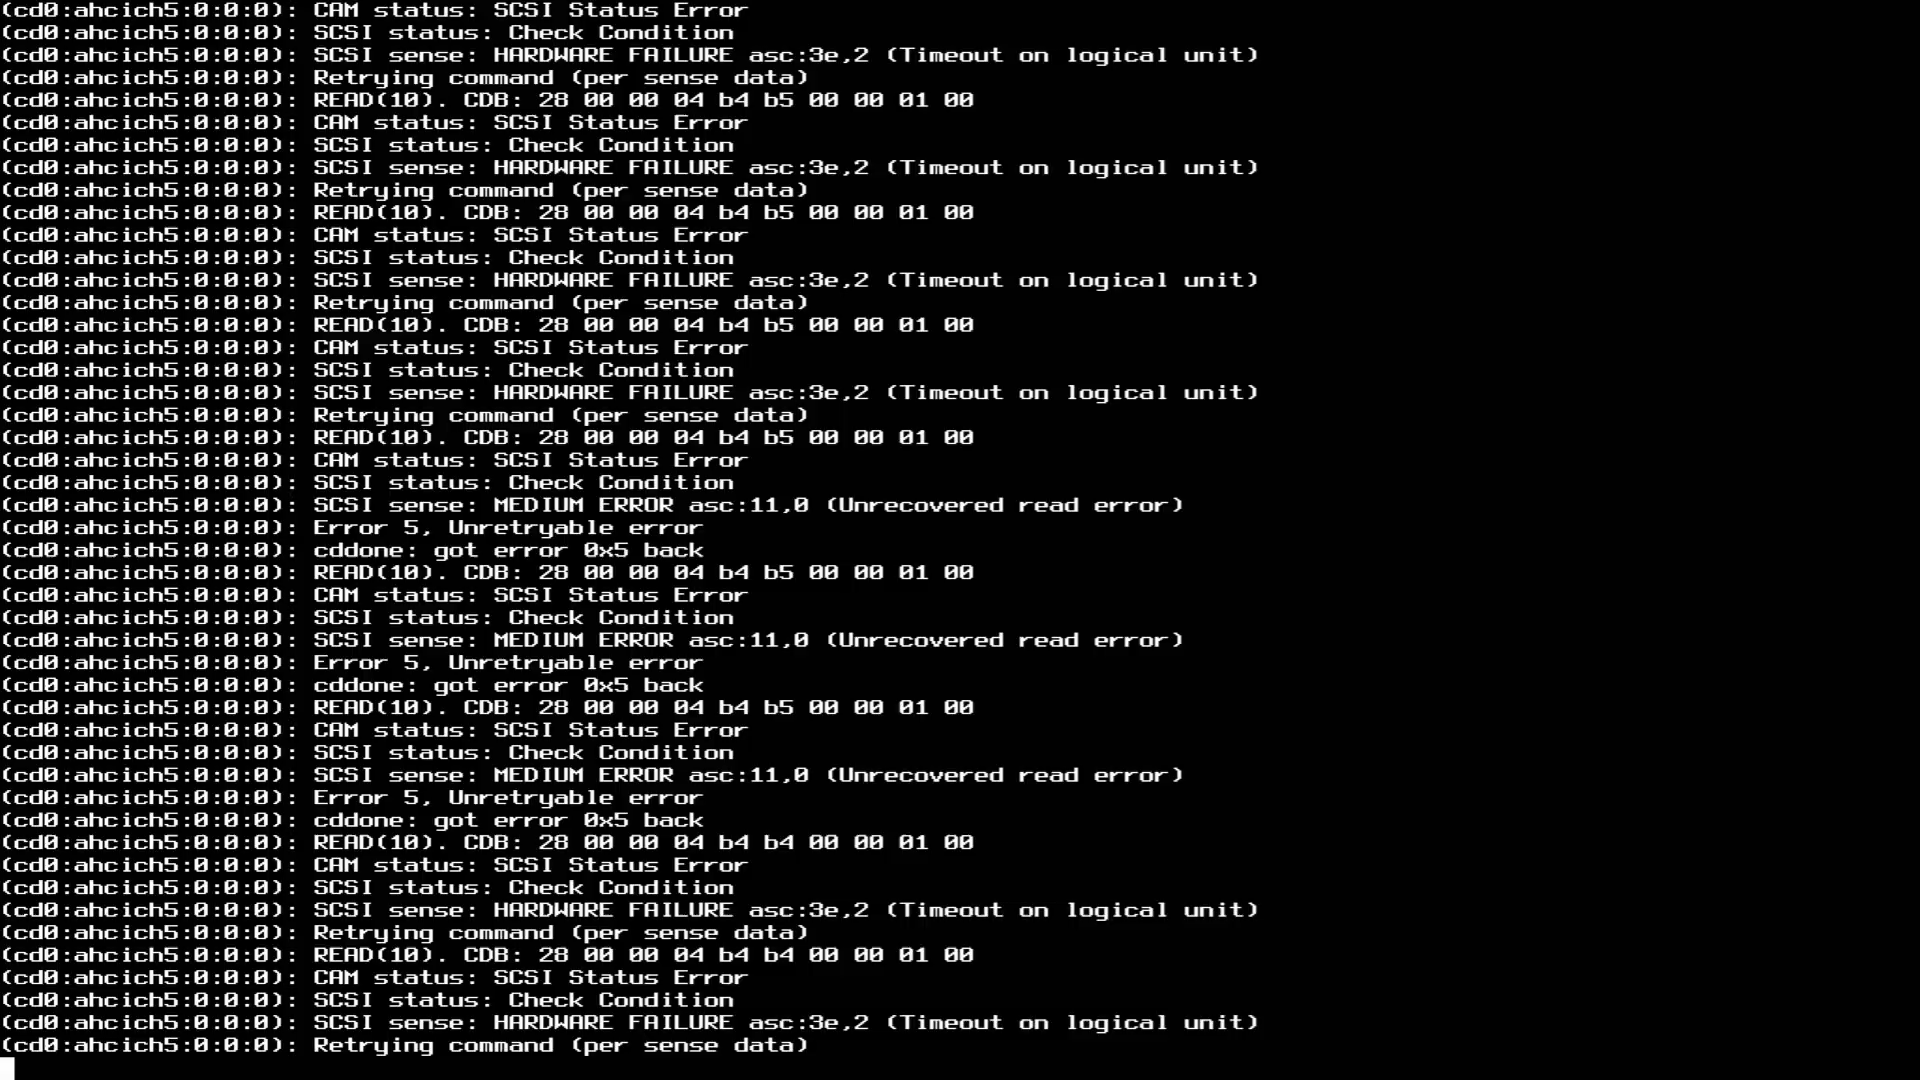 (cd0:ahcich5:0:0:0): CAM status: SCSI Status Error
(cd0:ahcich5:0:0:0): SCSI status: Check Condition
(cd0:ahcich5:0:0:0): SCSI sense: HARDWARE FAILURE asc:3e,2 (Timeout on logical unit)
(cd0:ahcich5:0:0:0): Retrying command (per sense data)
(cd0:ahcich5:0:0:0): READ(10). CDB: 28 00 00 04 b4 b5 00 00 01 00
(cd0:ahcich5:0:0:0): CAM status: SCSI Status Error
(cd0:ahcich5:0:0:0): SCSI status: Check Condition
(cd0:ahcich5:0:0:0): SCSI sense: HARDWARE FAILURE asc:3e,2 (Timeout on logical unit)
(cd0:ahcich5:0:0:0): Retrying command (per sense data)
(cd0:ahcich5:0:0:0): READ(10). CDB: 28 00 00 04 b4 b5 00 00 01 00
(cd0:ahcich5:0:0:0): CAM status: SCSI Status Error
(cd0:ahcich5:0:0:0): SCSI status: Check Condition
(cd0:ahcich5:0:0:0): SCSI sense: HARDWARE FAILURE asc:3e,2 (Timeout on logical unit)
(cd0:ahcich5:0:0:0): Retrying command (per sense data)
(cd0:ahcich5:0:0:0): READ(10). CDB: 28 00 00 04 b4 b5 00 00 01 00
(cd0:ahcich5:0:0:0): CAM status: SCSI Status Error
(cd0:ahcich5:0:0:0): SCSI status: Check Condition
(cd0:ahcich5:0:0:0): SCSI sense: HARDWARE FAILURE asc:3e,2 (Timeout on logical unit)
(cd0:ahcich5:0:0:0): Retrying command (per sense data)
(cd0:ahcich5:0:0:0): READ(10). CDB: 28 00 00 04 b4 b5 00 00 01 00
(cd0:ahcich5:0:0:0): CAM status: SCSI Status Error
(cd0:ahcich5:0:0:0): SCSI status: Check Condition
(cd0:ahcich5:0:0:0): SCSI sense: MEDIUM ERROR asc:11,0 (Unrecovered read error)
(cd0:ahcich5:0:0:0): Error 5, Unretryable error
(cd0:ahcich5:0:0:0): cddone: got error 0x5 back
(cd0:ahcich5:0:0:0): READ(10). CDB: 28 00 00 04 b4 b5 00 00 01 00
(cd0:ahcich5:0:0:0): CAM status: SCSI Status Error
(cd0:ahcich5:0:0:0): SCSI status: Check Condition
(cd0:ahcich5:0:0:0): SCSI sense: MEDIUM ERROR asc:11,0 (Unrecovered read error)
(cd0:ahcich5:0:0:0): Error 5, Unretryable error
(cd0:ahcich5:0:0:0): cddone: got error 0x5 back
(cd0:ahcich5:0:0:0): READ(10). CDB: 28 00 00 04 b4 b5 00 00 01 00
(cd0:ahcich5:0:0:0): CAM status: SCSI Status Error
(cd0:ahcich5:0:0:0): SCSI status: Check Condition
(cd0:ahcich5:0:0:0): SCSI sense: MEDIUM ERROR asc:11,0 (Unrecovered read error)
(cd0:ahcich5:0:0:0): Error 5, Unretryable error
(cd0:ahcich5:0:0:0): cddone: got error 0x5 back
(cd0:ahcich5:0:0:0): READ(10). CDB: 28 00 00 04 b4 b4 00 00 01 00
(cd0:ahcich5:0:0:0): CAM status: SCSI Status Error
(cd0:ahcich5:0:0:0): SCSI status: Check Condition
(cd0:ahcich5:0:0:0): SCSI sense: HARDWARE FAILURE asc:3e,2 (Timeout on logical unit)
(cd0:ahcich5:0:0:0): Retrying command (per sense data)
(cd0:ahcich5:0:0:0): READ(10). CDB: 28 00 00 04 b4 b4 00 00 01 00
(cd0:ahcich5:0:0:0): CAM status: SCSI Status Error
(cd0:ahcich5:0:0:0): SCSI status: Check Condition
(cd0:ahcich5:0:0:0): SCSI sense: HARDWARE FAILURE asc:3e,2 (Timeout on logical unit)
(cd0:ahcich5:0:0:0): Retrying command (per sense data)